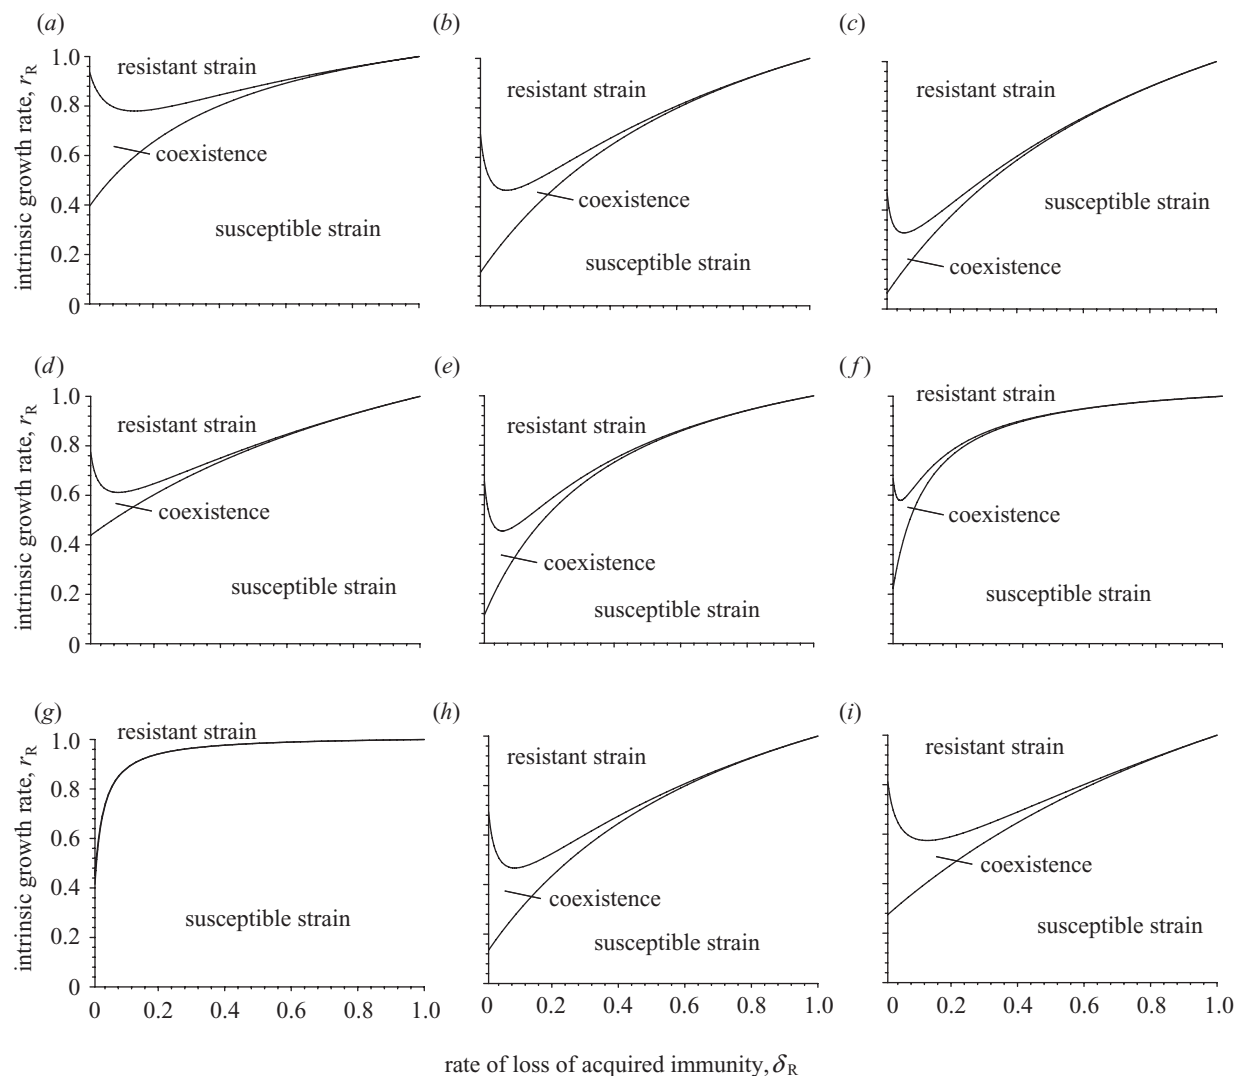 (a)
(b)
(c)
intrinsic growth rate, r_R
1.0
0.8
0.6
0.4
0.2
0
resistant strain
coexistence
susceptible strain
resistant strain
coexistence
susceptible strain
resistant strain
susceptible strain
coexistence
(d)
(e)
(f)
intrinsic growth rate, r_R
1.0
0.8
0.6
0.4
0.2
0
resistant strain
coexistence
susceptible strain
resistant strain
coexistence
susceptible strain
resistant strain
coexistence
susceptible strain
(g)
(h)
(i)
intrinsic growth rate, r_R
1.0
0.8
0.6
0.4
0.2
0
resistant strain
susceptible strain
resistant strain
coexistence
susceptible strain
resistant strain
coexistence
susceptible strain
0 0.2 0.4 0.6 0.8 1.0
0 0.2 0.4 0.6 0.8 1.0
0 0.2 0.4 0.6 0.8 1.0
rate of loss of acquired immunity, δ_R